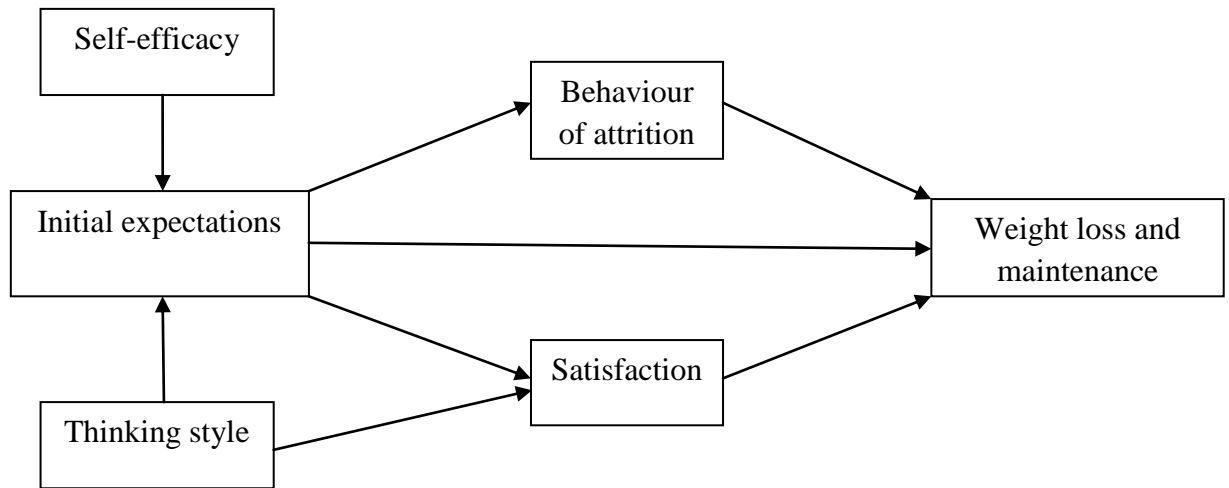 Self-efficacy
Behaviour
of attrition
Initial expectations
Weight loss and
maintenance
Satisfaction
Thinking style